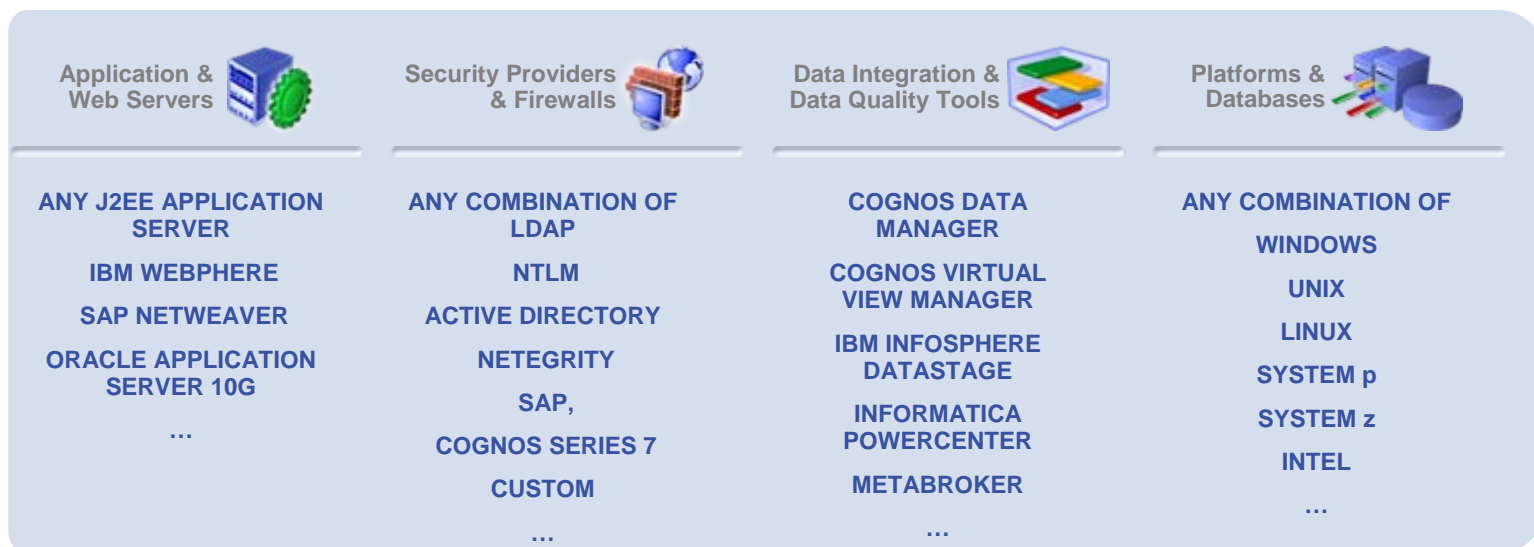 Application &
Web Servers
ANY J2EE APPLICATION
SERVER
IBM WEBPHERE
SAP NETWEAVER
ORACLE APPLICATION
SERVER 10G
…
Security Providers
& Firewalls
ANY COMBINATION OF
LDAP
NTLM
ACTIVE DIRECTORY
NETEGRITY
SAP,
COGNOS SERIES 7
CUSTOM
…
Data Integration &
Data Quality Tools
COGNOS DATA
MANAGER
COGNOS VIRTUAL
VIEW MANAGER
IBM INFOSPHERE
DATASTAGE
INFORMATICA
POWERCENTER
METABROKER
…
Platforms &
Databases
ANY COMBINATION OF
WINDOWS
UNIX
LINUX
SYSTEM p
SYSTEM z
INTEL
…